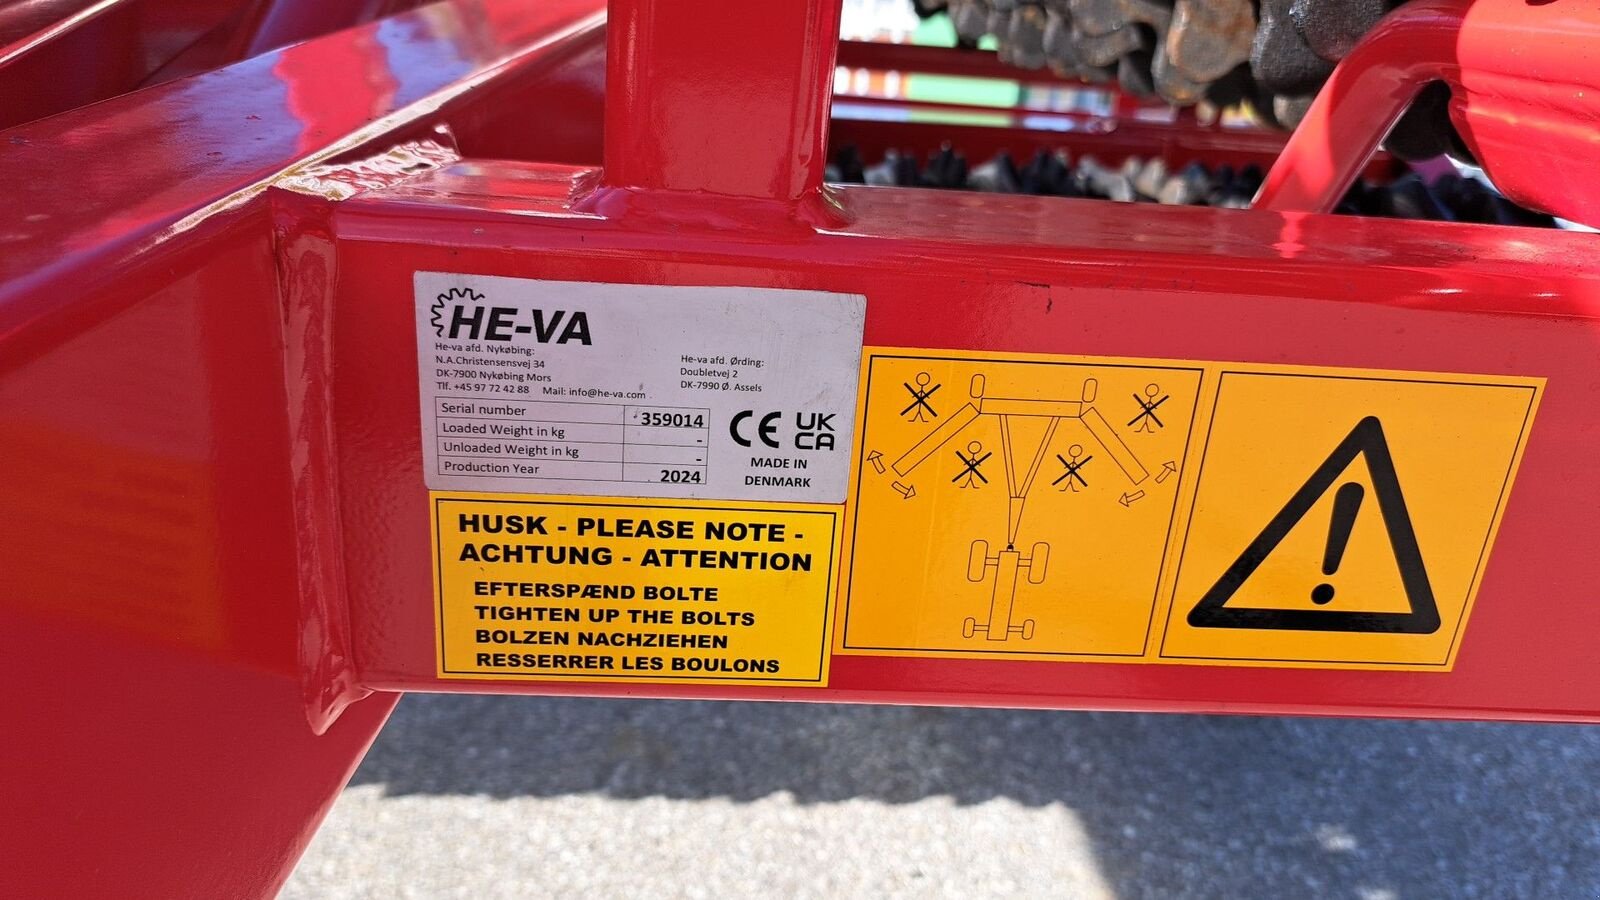 HE-VA
He-va afd. Nykøbing:
N.A.Christensensvej 34
DK-7900 Nykøbing Mors
Tlf. +45 97 72 42 88 Mail: info@he-va.com
He-va afd. Ørding:
Doubletvej 2
DK-7990 Ø. Assels
Serial number 359014
Loaded Weight in kg -
Unloaded Weight in kg -
Production Year 2024
CE UK
CA
MADE IN
DENMARK
HUSK - PLEASE NOTE -
ACHTUNG - ATTENTION
EFTERSPÆND BOLTE
TIGHTEN UP THE BOLTS
BOLZEN NACHZIEHEN
RESSERRER LES BOULONS